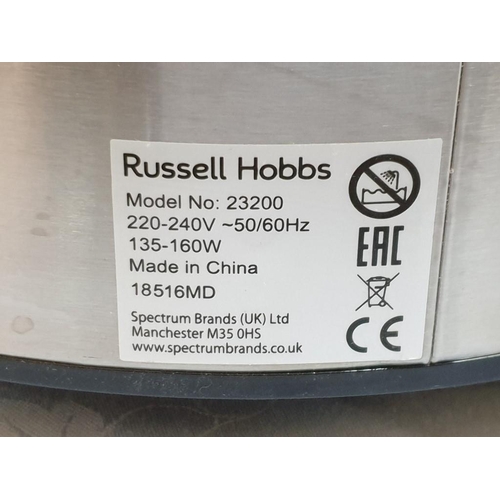 Russell Hobbs
Model No: 23200
220-240V ~50/60Hz
135-160W
Made in China
18516MD
Spectrum Brands (UK) Ltd
Manchester M35 0HS
www.spectrumbrands.co.uk
EAC
CE